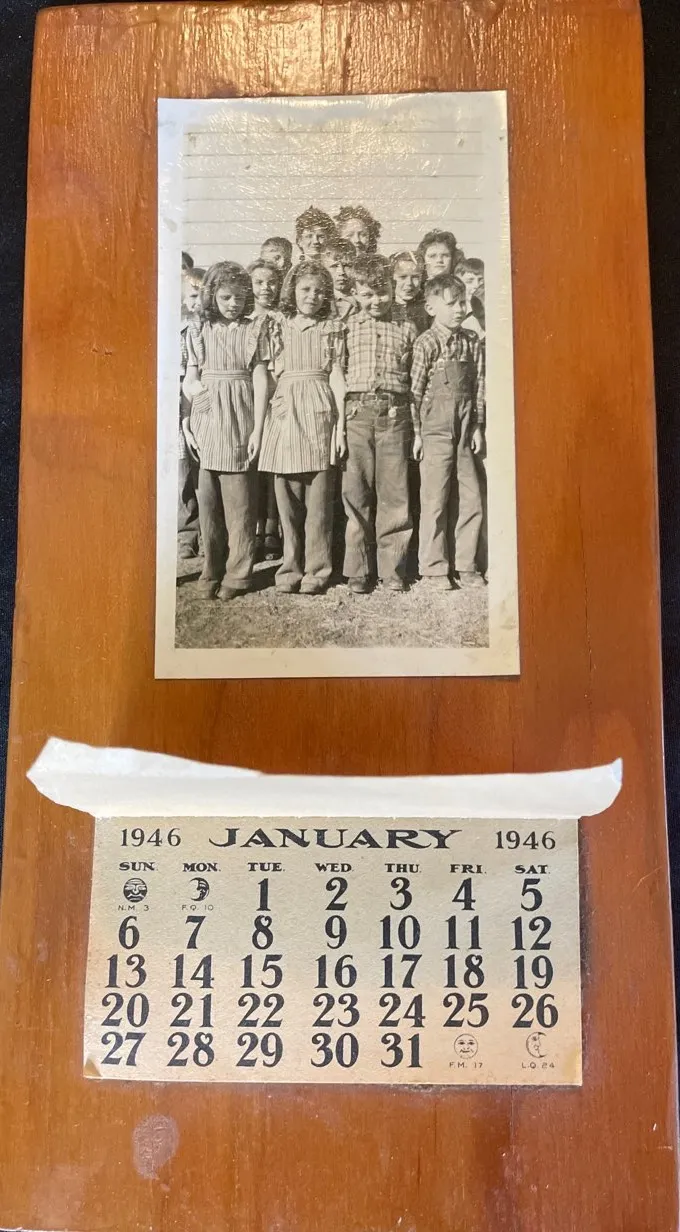 1946 JANUARY 1946
SUN. MON. TUE. WED. THU. FRI. SAT.
1 2 3 4 5
N.M. 3 F.Q. 10
6 7 8 9 10 11 12
13 14 15 16 17 18 19
20 21 22 23 24 25 26
27 28 29 30 31
F.M. 17 L.Q. 24